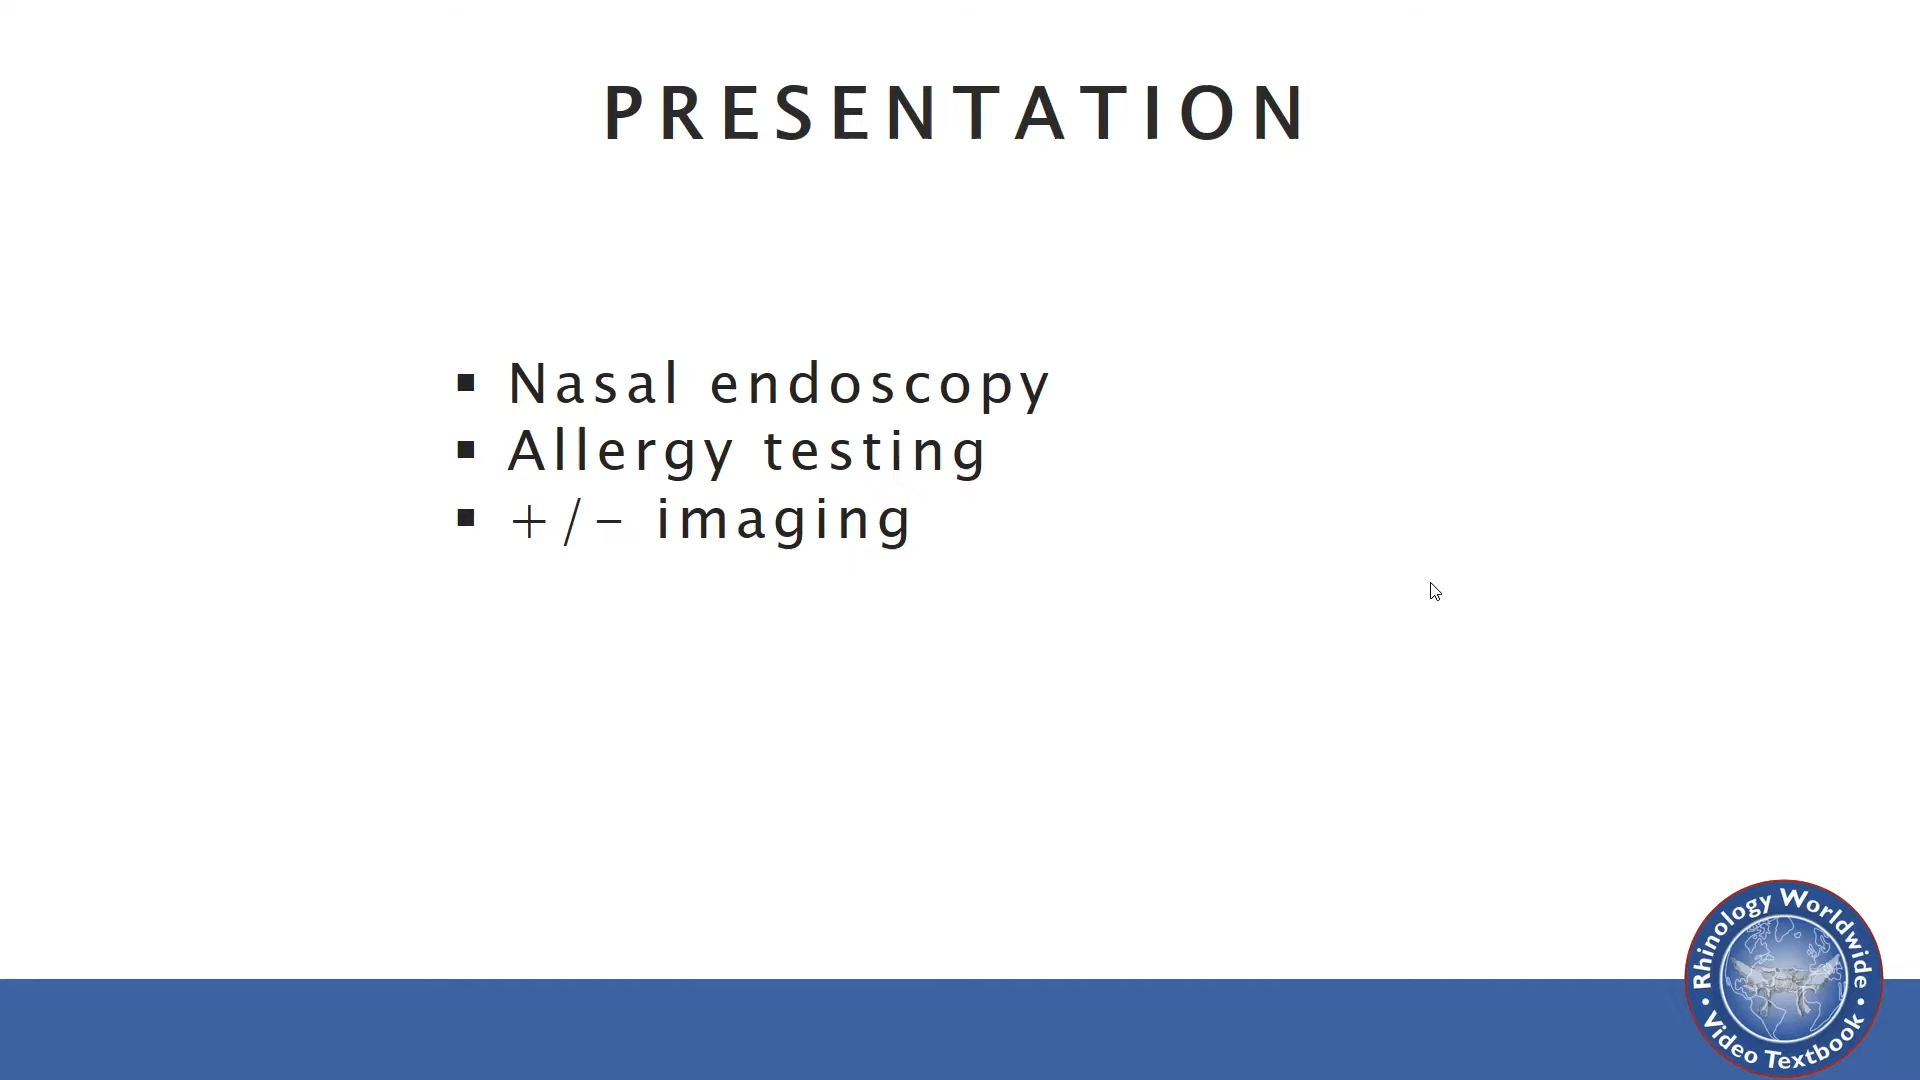 PRESENTATION
▪ Nasal endoscopy
▪ Allergy testing
▪ +/− imaging
Rhinology Worldwide
• Video Textbook •